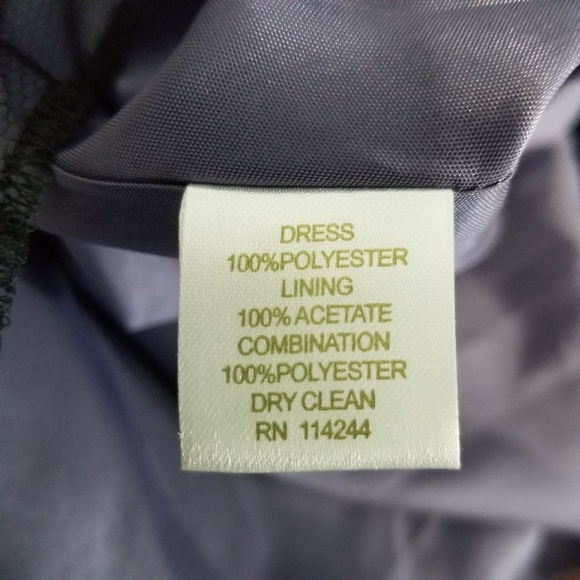 DRESS
100%POLYESTER
LINING
100% ACETATE
COMBINATION
100%POLYESTER
DRY CLEAN
RN 114244